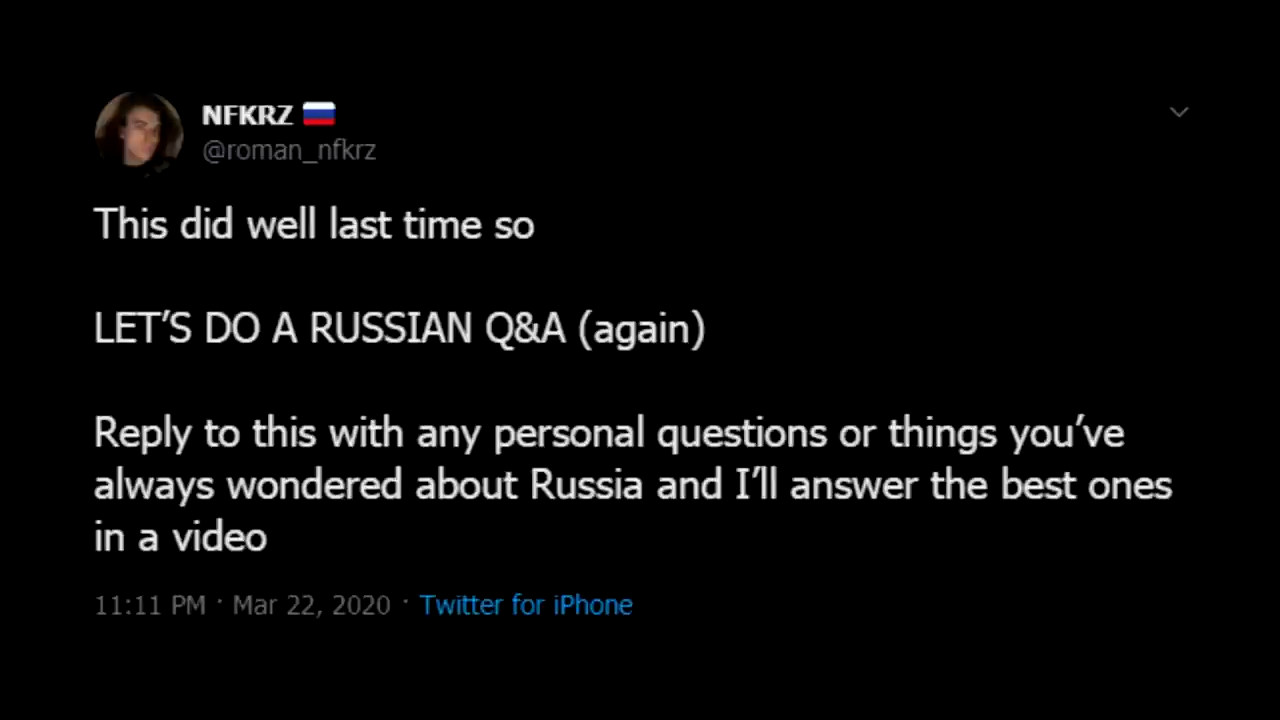 NFKRZ 🇷🇺
@roman_nfkrz
This did well last time so
LET’S DO A RUSSIAN Q&A (again)
Reply to this with any personal questions or things you’ve
always wondered about Russia and I’ll answer the best ones
in a video
11:11 PM · Mar 22, 2020 · Twitter for iPhone